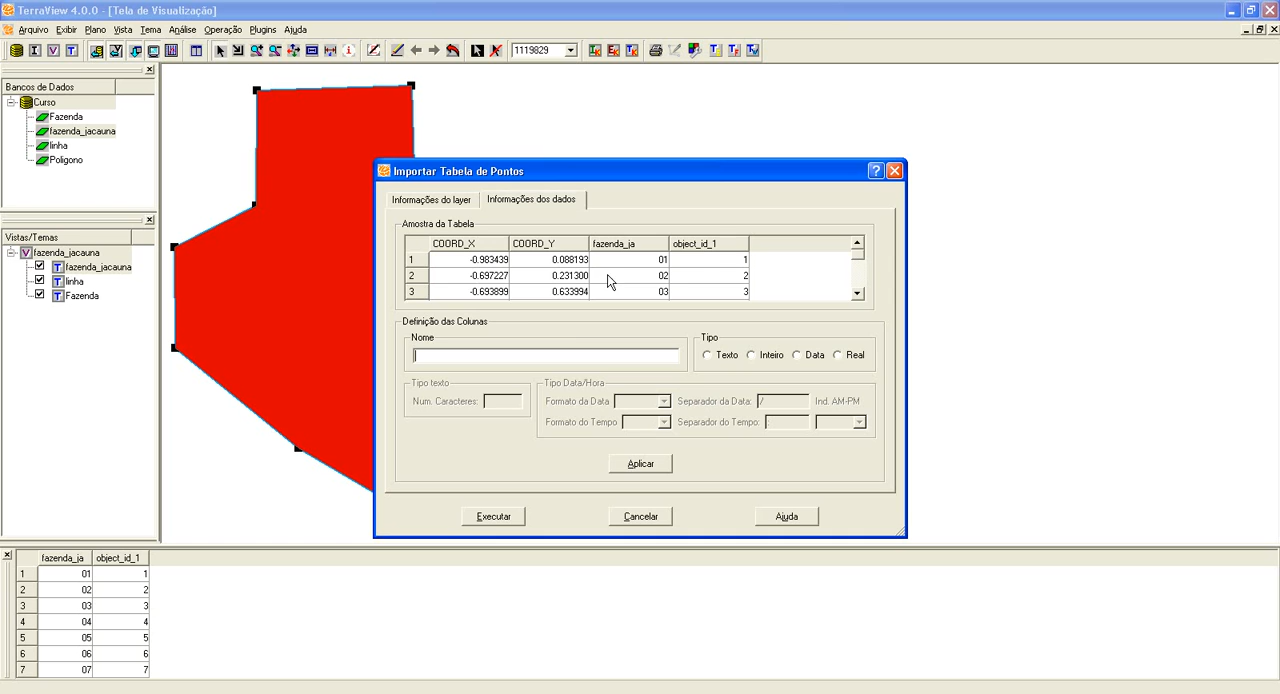 TerraView 4.0.0 - [Tela de Visualização]
Arquivo Exibir Plano Vista Tema Análise Operação Plugins Ajuda
1119829
Bancos de Dados
Curso
Fazenda
fazenda_jacauna
linha
Poligono
Vistas/Temas
fazenda_jacauna
fazenda_jacauna
linha
Fazenda
Importar Tabela de Pontos
Informações do layer Informações dos dados
Amostra da Tabela
COORD_X COORD_Y fazenda_ja object_id_1
1 -0.983439 0.088193 01 1
2 -0.697227 0.231300 02 2
3 -0.693899 0.633994 03 3
Definição das Colunas
Nome
Tipo
Texto Inteiro Data Real
Tipo texto
Num. Caracteres:
Tipo Data/Hora
Formato da Data Separador da Data: / Ind. AM-PM
Formato do Tempo Separador do Tempo: :
Aplicar
Executar Cancelar Ajuda
fazenda_ja object_id_1
1 01 1
2 02 2
3 03 3
4 04 4
5 05 5
6 06 6
7 07 7